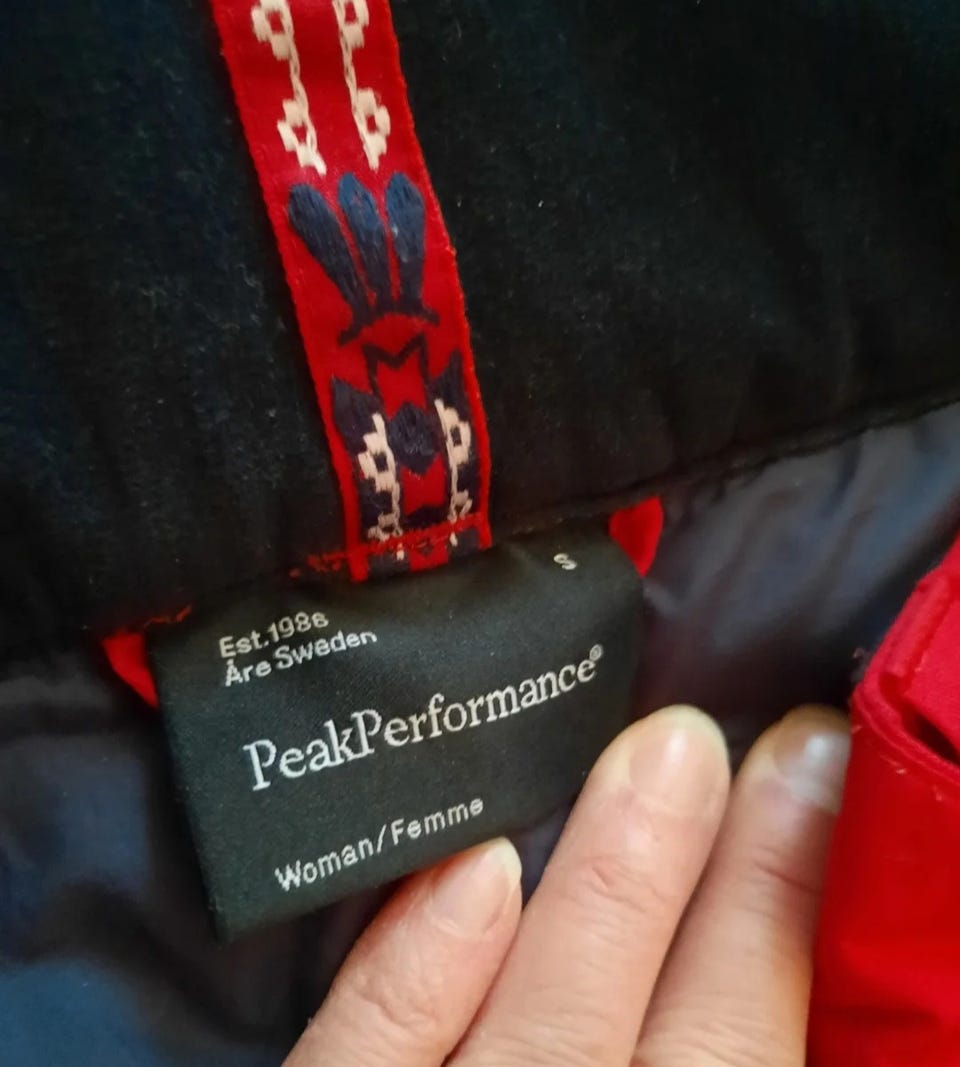 S
Est.1986
Åre Sweden
PeakPerformance®
Woman/Femme